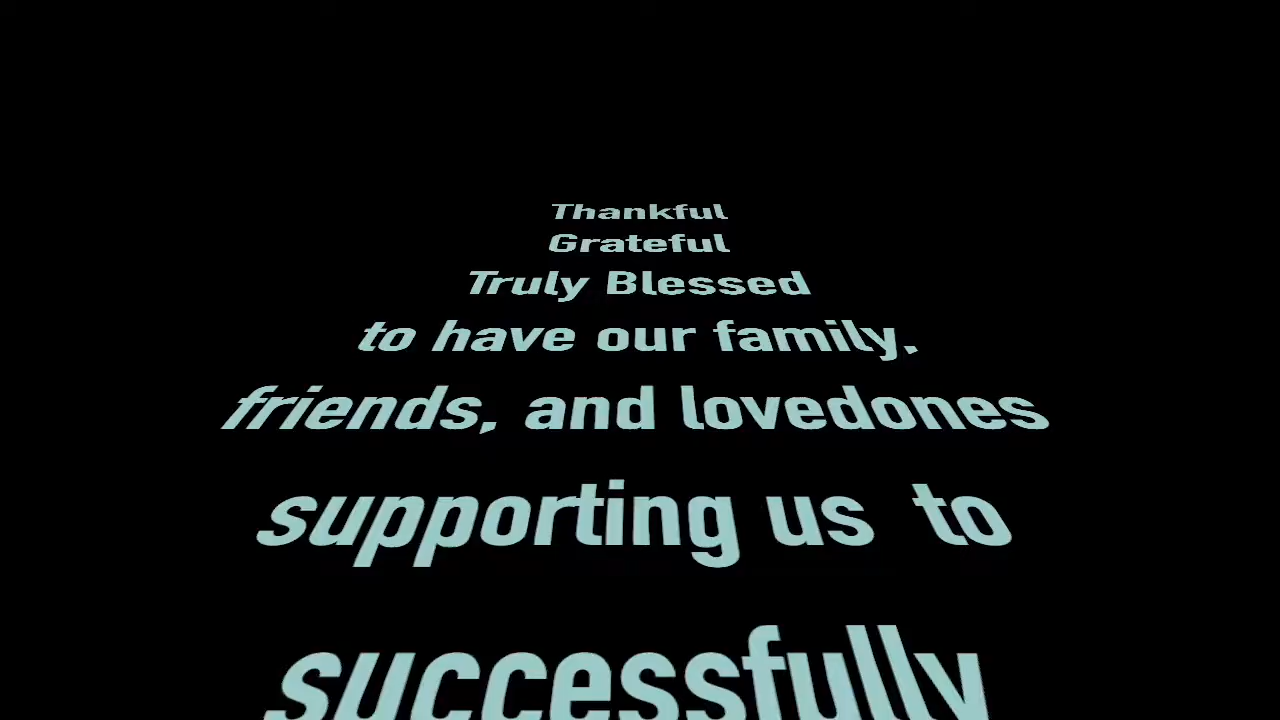 Thankful
Grateful
Truly Blessed
to have our family,
friends, and lovedones
supporting us to
successfully